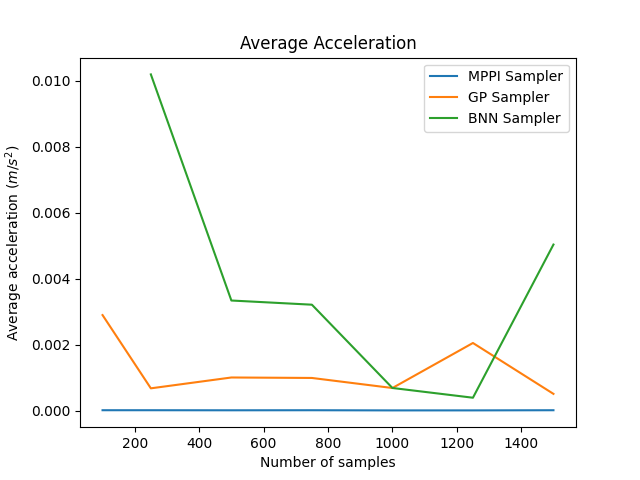 Average Acceleration
MPPI Sampler
GP Sampler
BNN Sampler
0.010
0.008
0.006
0.004
0.002
0.000
Average acceleration (m/s²)
200 400 600 800 1000 1200 1400
Number of samples